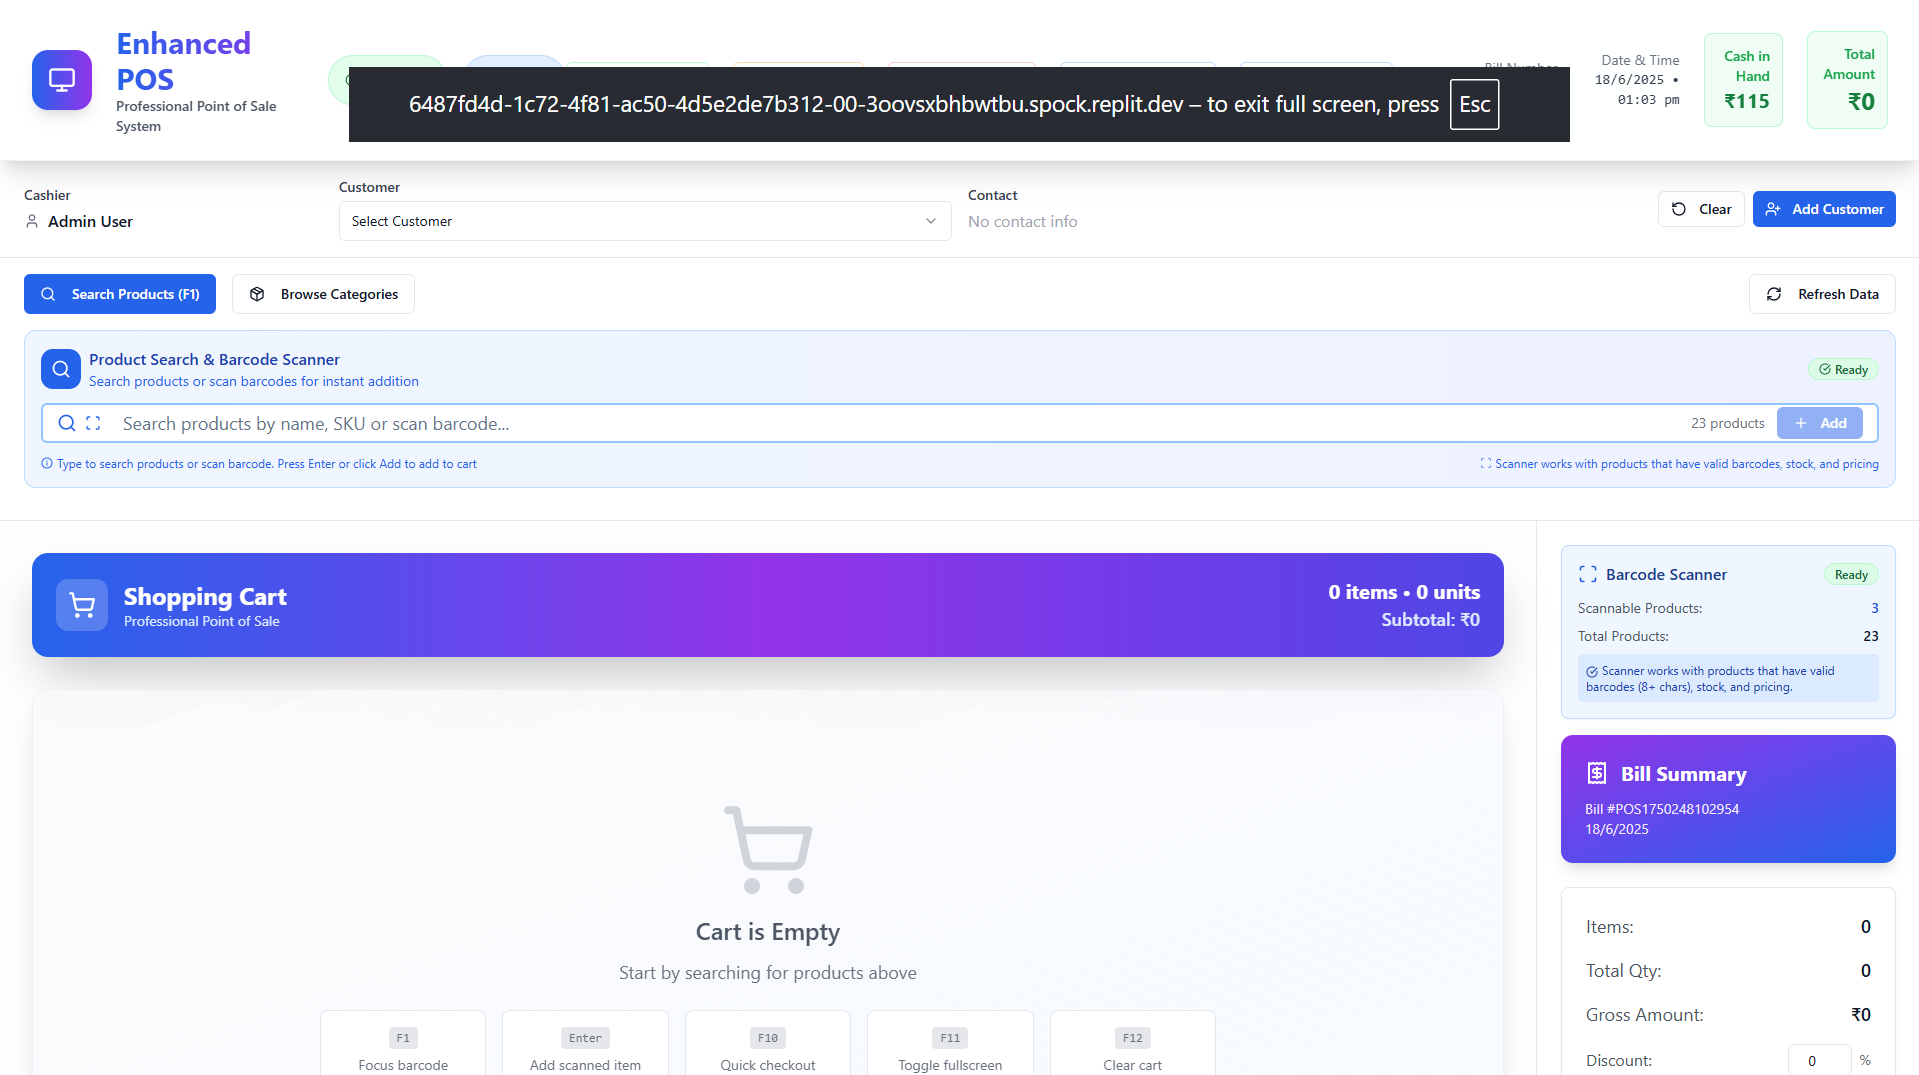 Enhanced
POS
Professional Point of Sale
System
6487fd4d-1c72-4f81-ac50-4d5e2de7b312-00-3oovsxbhbwtbu.spock.replit.dev – to exit full screen, press Esc
Date & Time
18/6/2025 •
01:03 pm
Cash in
Hand
₹115
Total
Amount
₹0
Cashier
Admin User
Customer
Select Customer
Contact
No contact info
Clear
Add Customer
Search Products (F1)
Browse Categories
Refresh Data
Product Search & Barcode Scanner
Search products or scan barcodes for instant addition
Ready
Search products by name, SKU or scan barcode...
23 products
Add
Type to search products or scan barcode. Press Enter or click Add to add to cart
Scanner works with products that have valid barcodes, stock, and pricing
Shopping Cart
Professional Point of Sale
0 items • 0 units
Subtotal: ₹0
Cart is Empty
Start by searching for products above
F1
Focus barcode
Enter
Add scanned item
F10
Quick checkout
F11
Toggle fullscreen
F12
Clear cart
Barcode Scanner
Ready
Scannable Products: 3
Total Products: 23
Scanner works with products that have valid
barcodes (8+ chars), stock, and pricing.
Bill Summary
Bill #POS1750248102954
18/6/2025
Items: 0
Total Qty: 0
Gross Amount: ₹0
Discount: 0 %